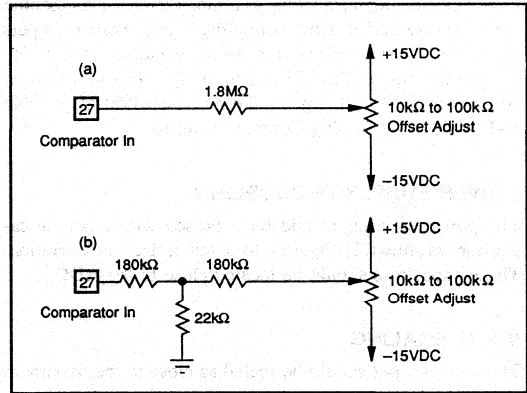 (a)
+15VDC
1.8MΩ
27
10kΩ to 100kΩ
Offset Adjust
Comparator In
−15VDC
(b)
+15VDC
180kΩ
180kΩ
27
10kΩ to 100kΩ
Offset Adjust
Comparator In
22kΩ
−15VDC